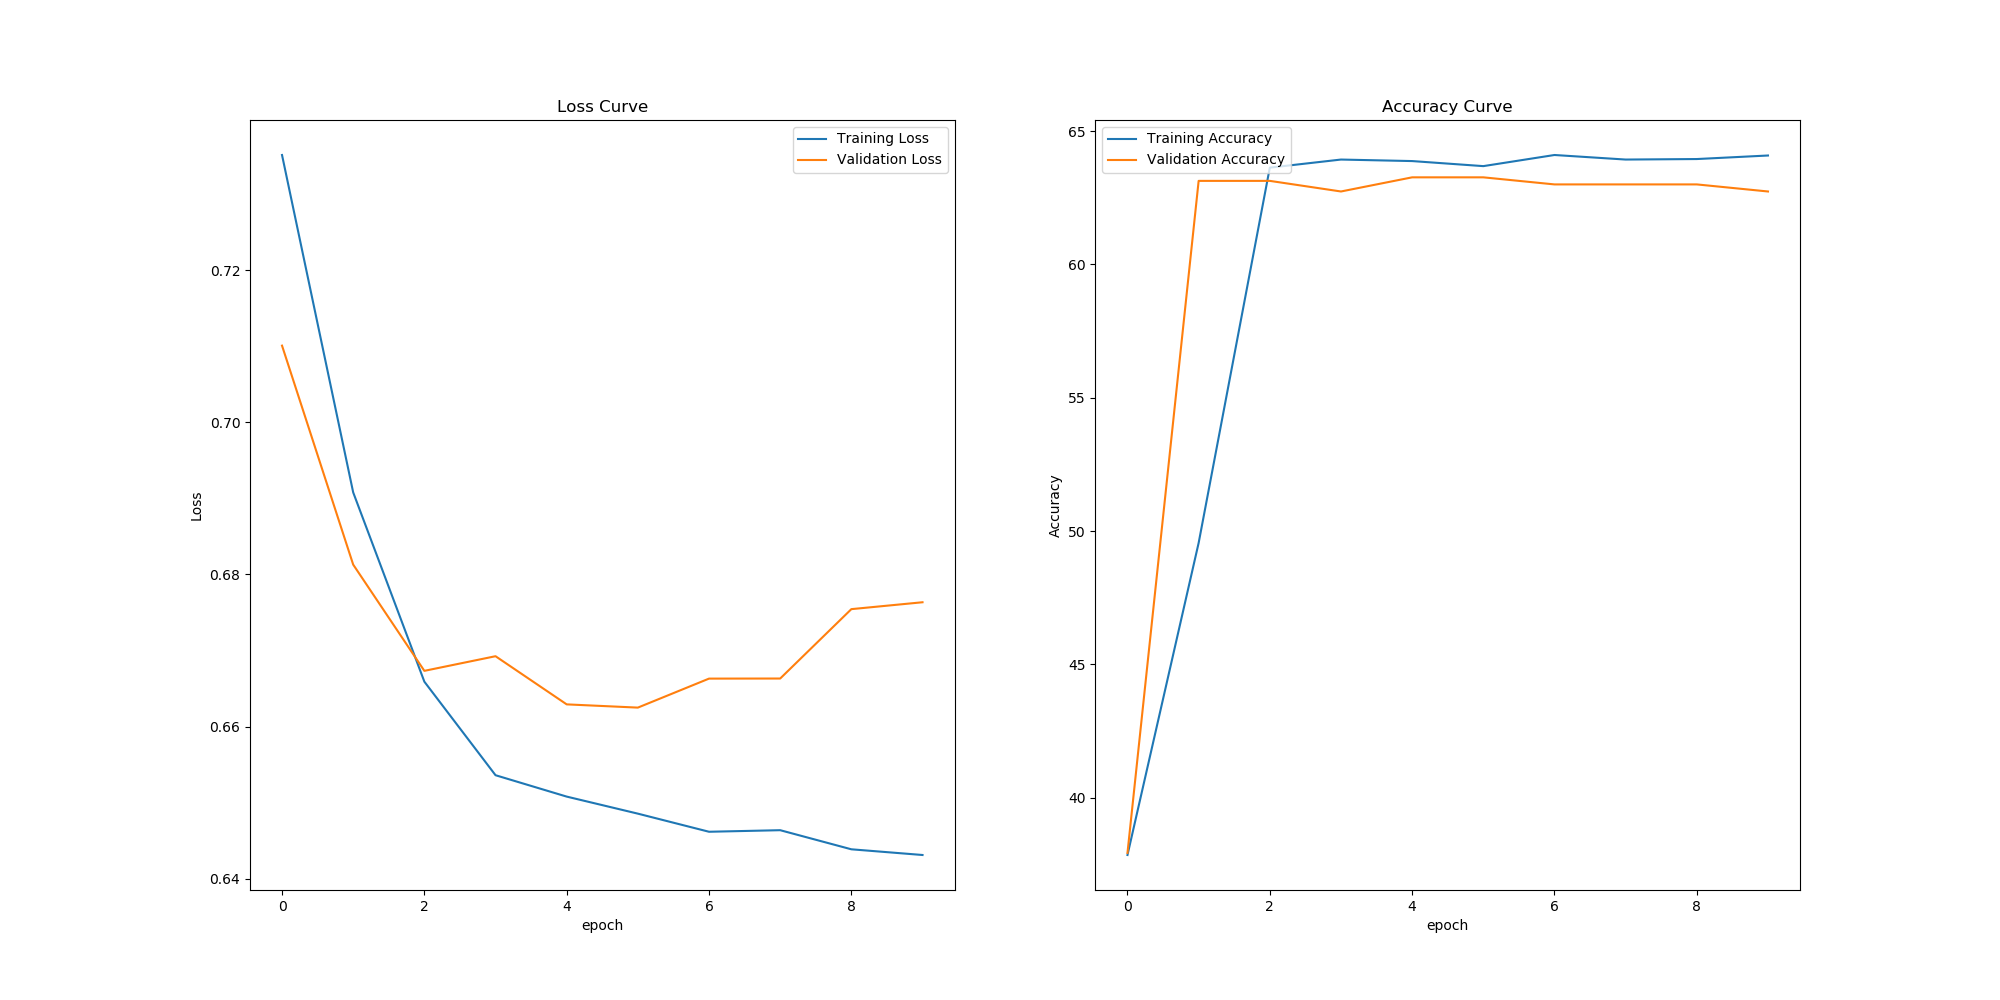 Loss Curve
Training Loss
Validation Loss
0.72
0.70
0.68
0.66
0.64
Loss
0 2 4 6 8
epoch
Accuracy Curve
Training Accuracy
Validation Accuracy
65
60
55
50
45
40
Accuracy
0 2 4 6 8
epoch